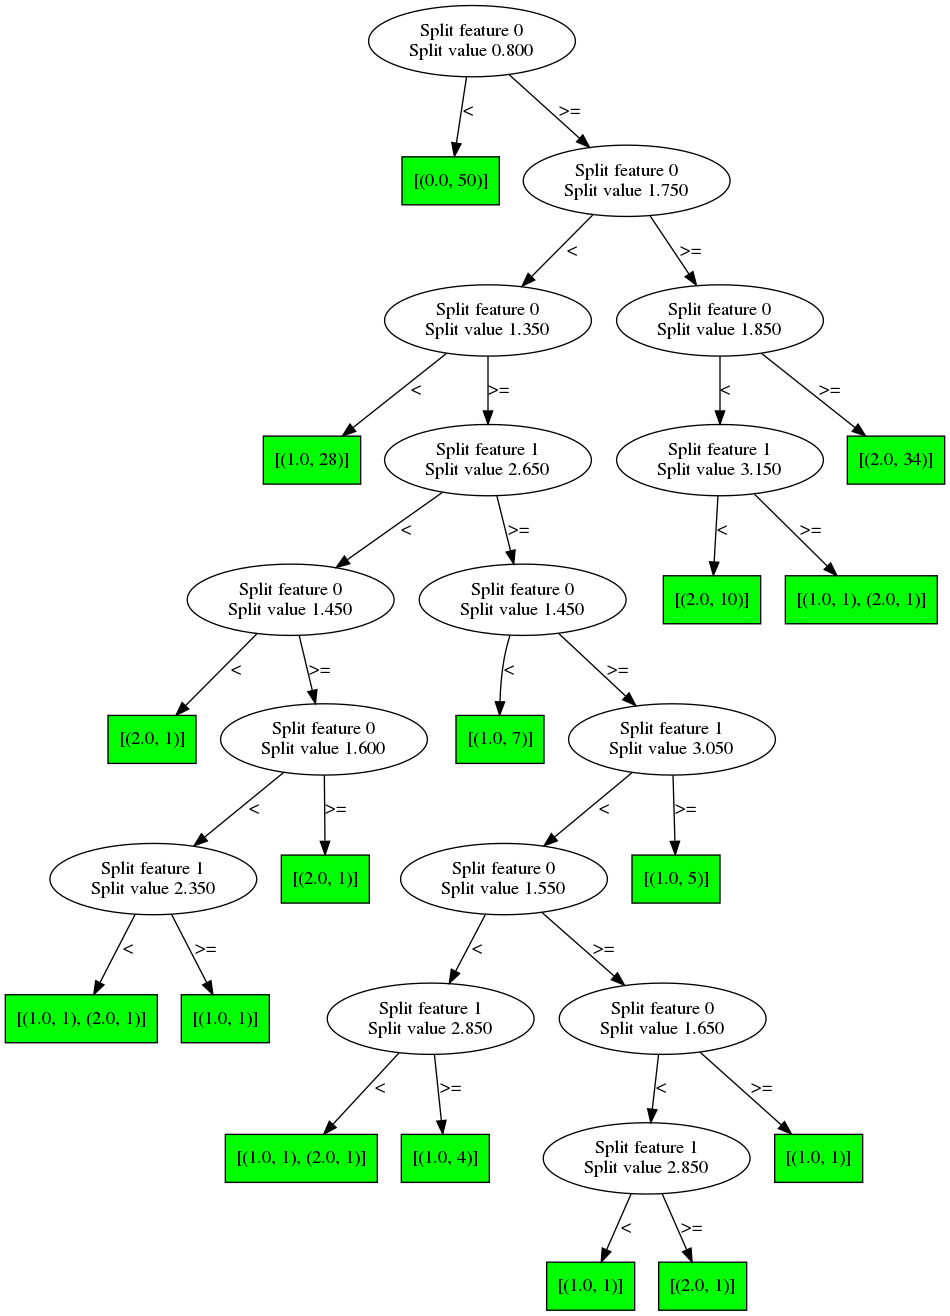 Split feature 0
Split value 0.800
<
>=
[(0.0, 50)]
Split feature 0
Split value 1.750
<
>=
Split feature 0
Split value 1.350
Split feature 0
Split value 1.850
<
>=
<
>=
[(1.0, 28)]
Split feature 1
Split value 2.650
Split feature 1
Split value 3.150
[(2.0, 34)]
<
>=
<
>=
Split feature 0
Split value 1.450
Split feature 0
Split value 1.450
[(2.0, 10)]
[(1.0, 1), (2.0, 1)]
<
>=
<
>=
[(2.0, 1)]
Split feature 0
Split value 1.600
[(1.0, 7)]
Split feature 1
Split value 3.050
<
>=
<
>=
Split feature 1
Split value 2.350
[(2.0, 1)]
Split feature 0
Split value 1.550
[(1.0, 5)]
<
>=
<
>=
[(1.0, 1), (2.0, 1)]
[(1.0, 1)]
Split feature 1
Split value 2.850
Split feature 0
Split value 1.650
<
>=
<
>=
[(1.0, 1), (2.0, 1)]
[(1.0, 4)]
Split feature 1
Split value 2.850
[(1.0, 1)]
<
>=
[(1.0, 1)]
[(2.0, 1)]